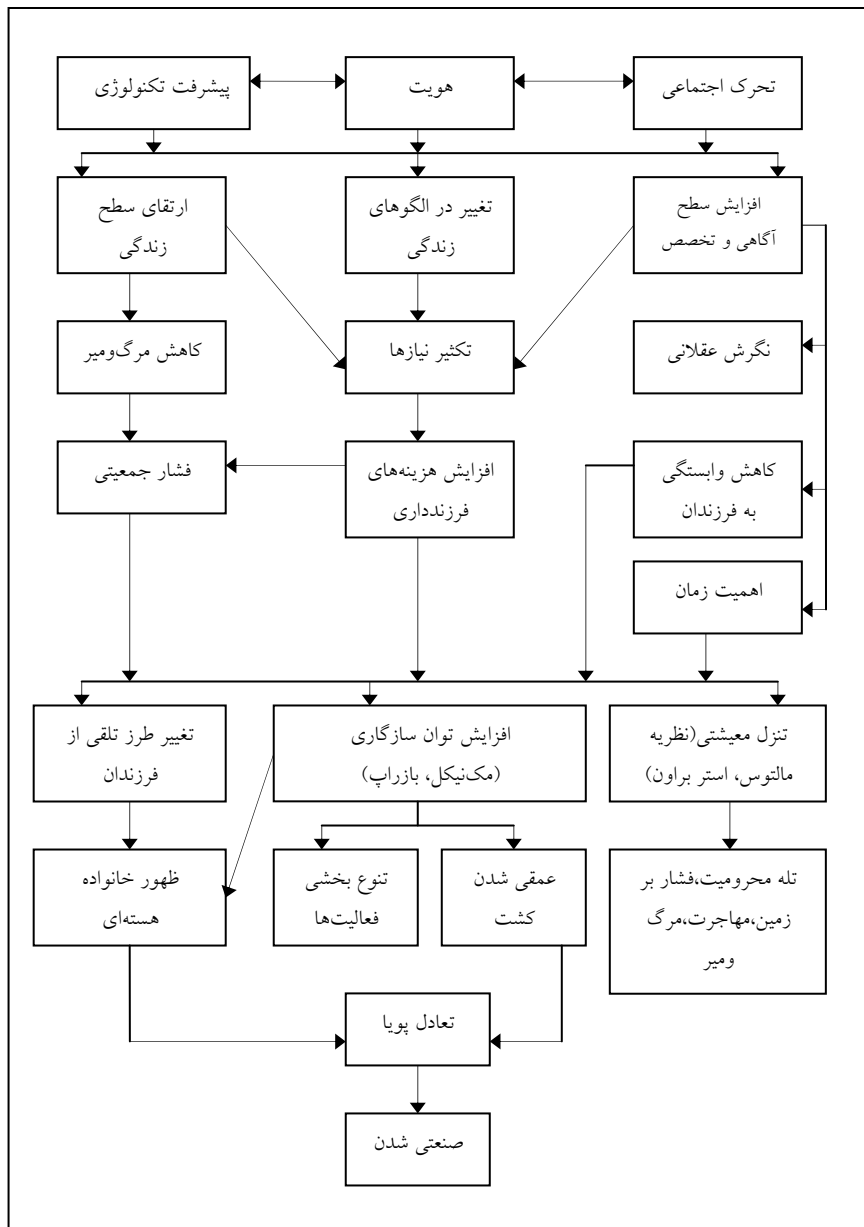 تحرک اجتماعی
هویت
پیشرفت تکنولوژی
افزایش سطح
آگاهی و تخصص
تغییر در الگوهای
زندگی
ارتقای سطح
زندگی
نگرش عقلانی
تکثیر نیازها
کاهش مرگ‌ومیر
کاهش وابستگی
به فرزندان
افزایش هزینه‌های
فرزندداری
فشار جمعیتی
اهمیت زمان
تنزل معیشتی(نظریه
مالتوس، استر براون)
افزایش توان سازگاری
(مک‌نیکل، بازراپ)
تغییر طرز تلقی از
فرزندان
تله محرومیت،فشار بر
زمین،مهاجرت،مرگ
ومیر
عمقی شدن
کشت
تنوع بخشی
فعالیت‌ها
ظهور خانواده
هسته‌ای
تعادل پویا
صنعتی شدن